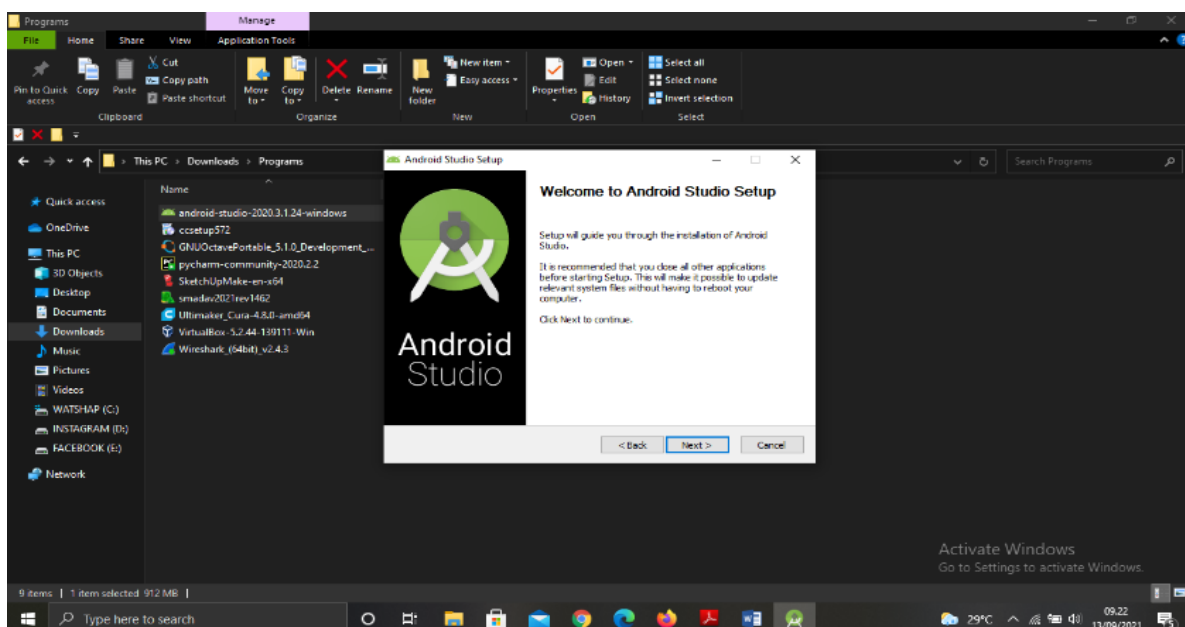 Programs
Manage
File Home Share View Application Tools
Pin to Quick access
Copy
Paste
Cut
Copy path
Paste shortcut
Clipboard
Move to
Copy to
Delete
Rename
Organize
New folder
New item
Easy access
New
Properties
Open
Edit
History
Open
Select all
Select none
Invert selection
Select
This PC > Downloads > Programs
Search Programs
Quick access
OneDrive
This PC
3D Objects
Desktop
Documents
Downloads
Music
Pictures
Videos
WATSHAP (C:)
INSTAGRAM (D:)
FACEBOOK (E:)
Network
Name
android-studio-2020.3.1.24-windows
ccsetup572
GNUOctavePortable_5.1.0_Development_...
pycharm-community-2020.2.2
SketchUpMake-en-x64
smadav2021rev1462
Ultimaker_Cura-4.8.0-amd64
VirtualBox-5.2.44-139111-Win
Wireshark_(64bit)_v2.4.3
Android Studio Setup
Android
Studio
Welcome to Android Studio Setup
Setup will guide you through the installation of Android
Studio.
It is recommended that you close all other applications
before starting Setup. This will make it possible to update
relevant system files without having to reboot your
computer.
Click Next to continue.
< Back Next > Cancel
Activate Windows
Go to Settings to activate Windows.
9 items 1 item selected 912 MB
Type here to search
29°C
09.22
13/09/2021